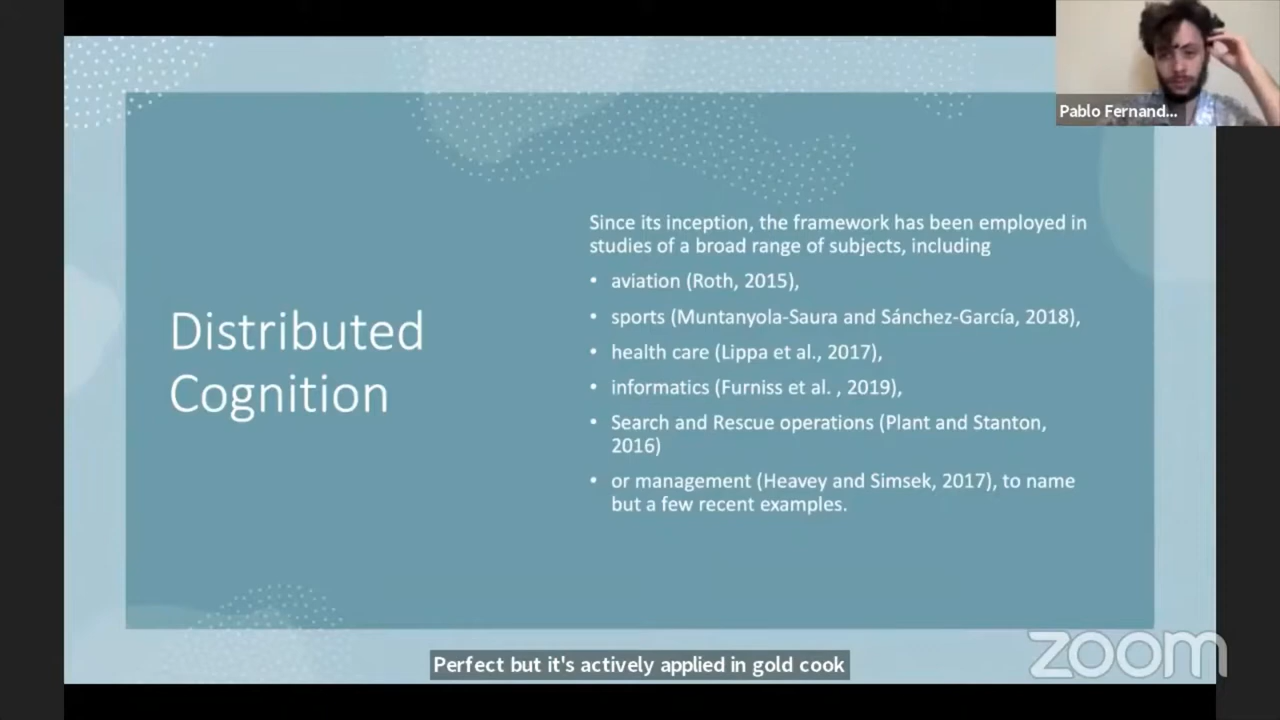 Pablo Fernand...
Distributed
Cognition
Since its inception, the framework has been employed in
studies of a broad range of subjects, including
• aviation (Roth, 2015),
• sports (Muntanyola-Saura and Sánchez-García, 2018),
• health care (Lippa et al., 2017),
• informatics (Furniss et al. , 2019),
• Search and Rescue operations (Plant and Stanton,
2016)
• or management (Heavey and Simsek, 2017), to name
but a few recent examples.
Perfect but it's actively applied in gold cook
zoom